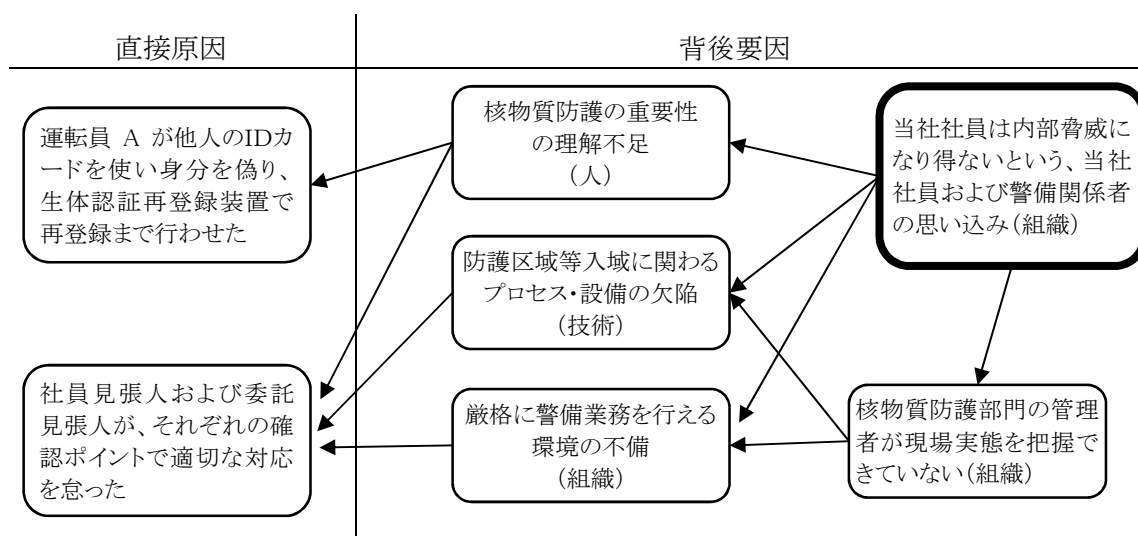 直接原因
背後要因
運転員 A が他人のIDカ
ードを使い身分を偽り、
生体認証再登録装置で
再登録まで行わせた
社員見張人および委託
見張人が、それぞれの確
認ポイントで適切な対応
を怠った
核物質防護の重要性
の理解不足
(人)
防護区域等入域に関わる
プロセス・設備の欠陥
(技術)
厳格に警備業務を行える
環境の不備
(組織)
当社社員は内部脅威に
なり得ないという、当社
社員および警備関係者
の思い込み(組織)
核物質防護部門の管理
者が現場実態を把握で
きていない(組織)